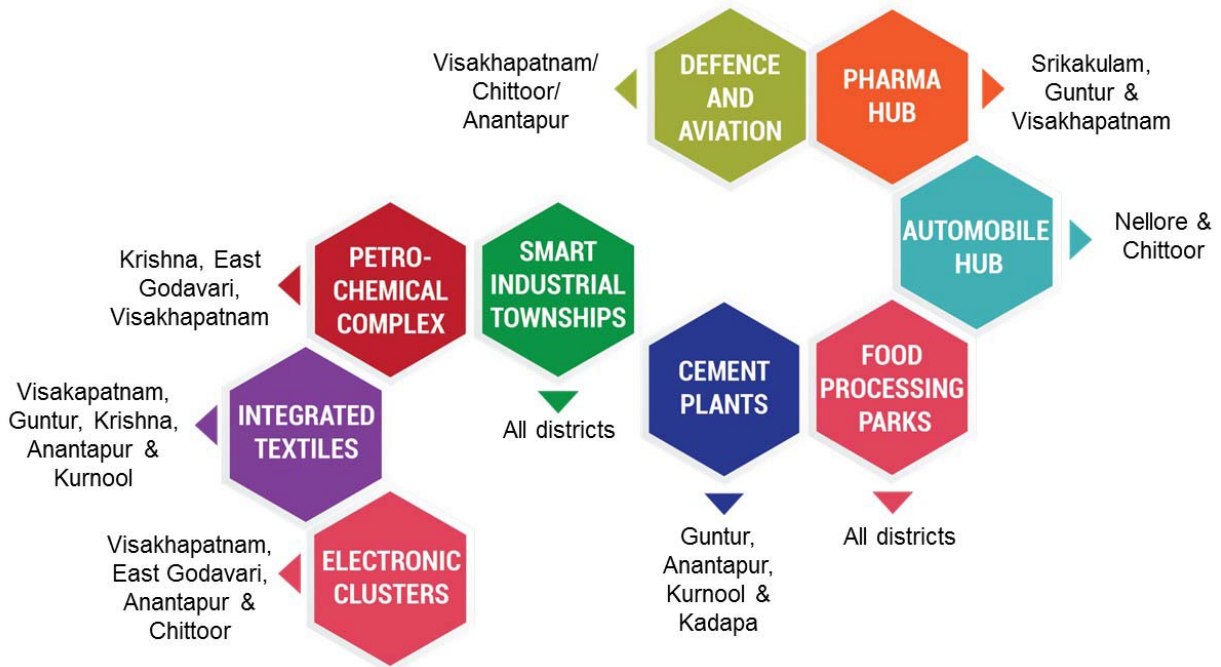 Visakhapatnam/
Chittoor/
Anantapur
DEFENCE
AND
AVIATION
PHARMA
HUB
Srikakulam,
Guntur &
Visakhapatnam
AUTOMOBILE
HUB
Nellore &
Chittoor
Krishna, East
Godavari,
Visakhapatnam
PETRO-
CHEMICAL
COMPLEX
SMART
INDUSTRIAL
TOWNSHIPS
All districts
CEMENT
PLANTS
Guntur,
Anantapur,
Kurnool &
Kadapa
FOOD
PROCESSING
PARKS
All districts
Visakapatnam,
Guntur, Krishna,
Anantapur &
Kurnool
INTEGRATED
TEXTILES
Visakhapatnam,
East Godavari,
Anantapur &
Chittoor
ELECTRONIC
CLUSTERS